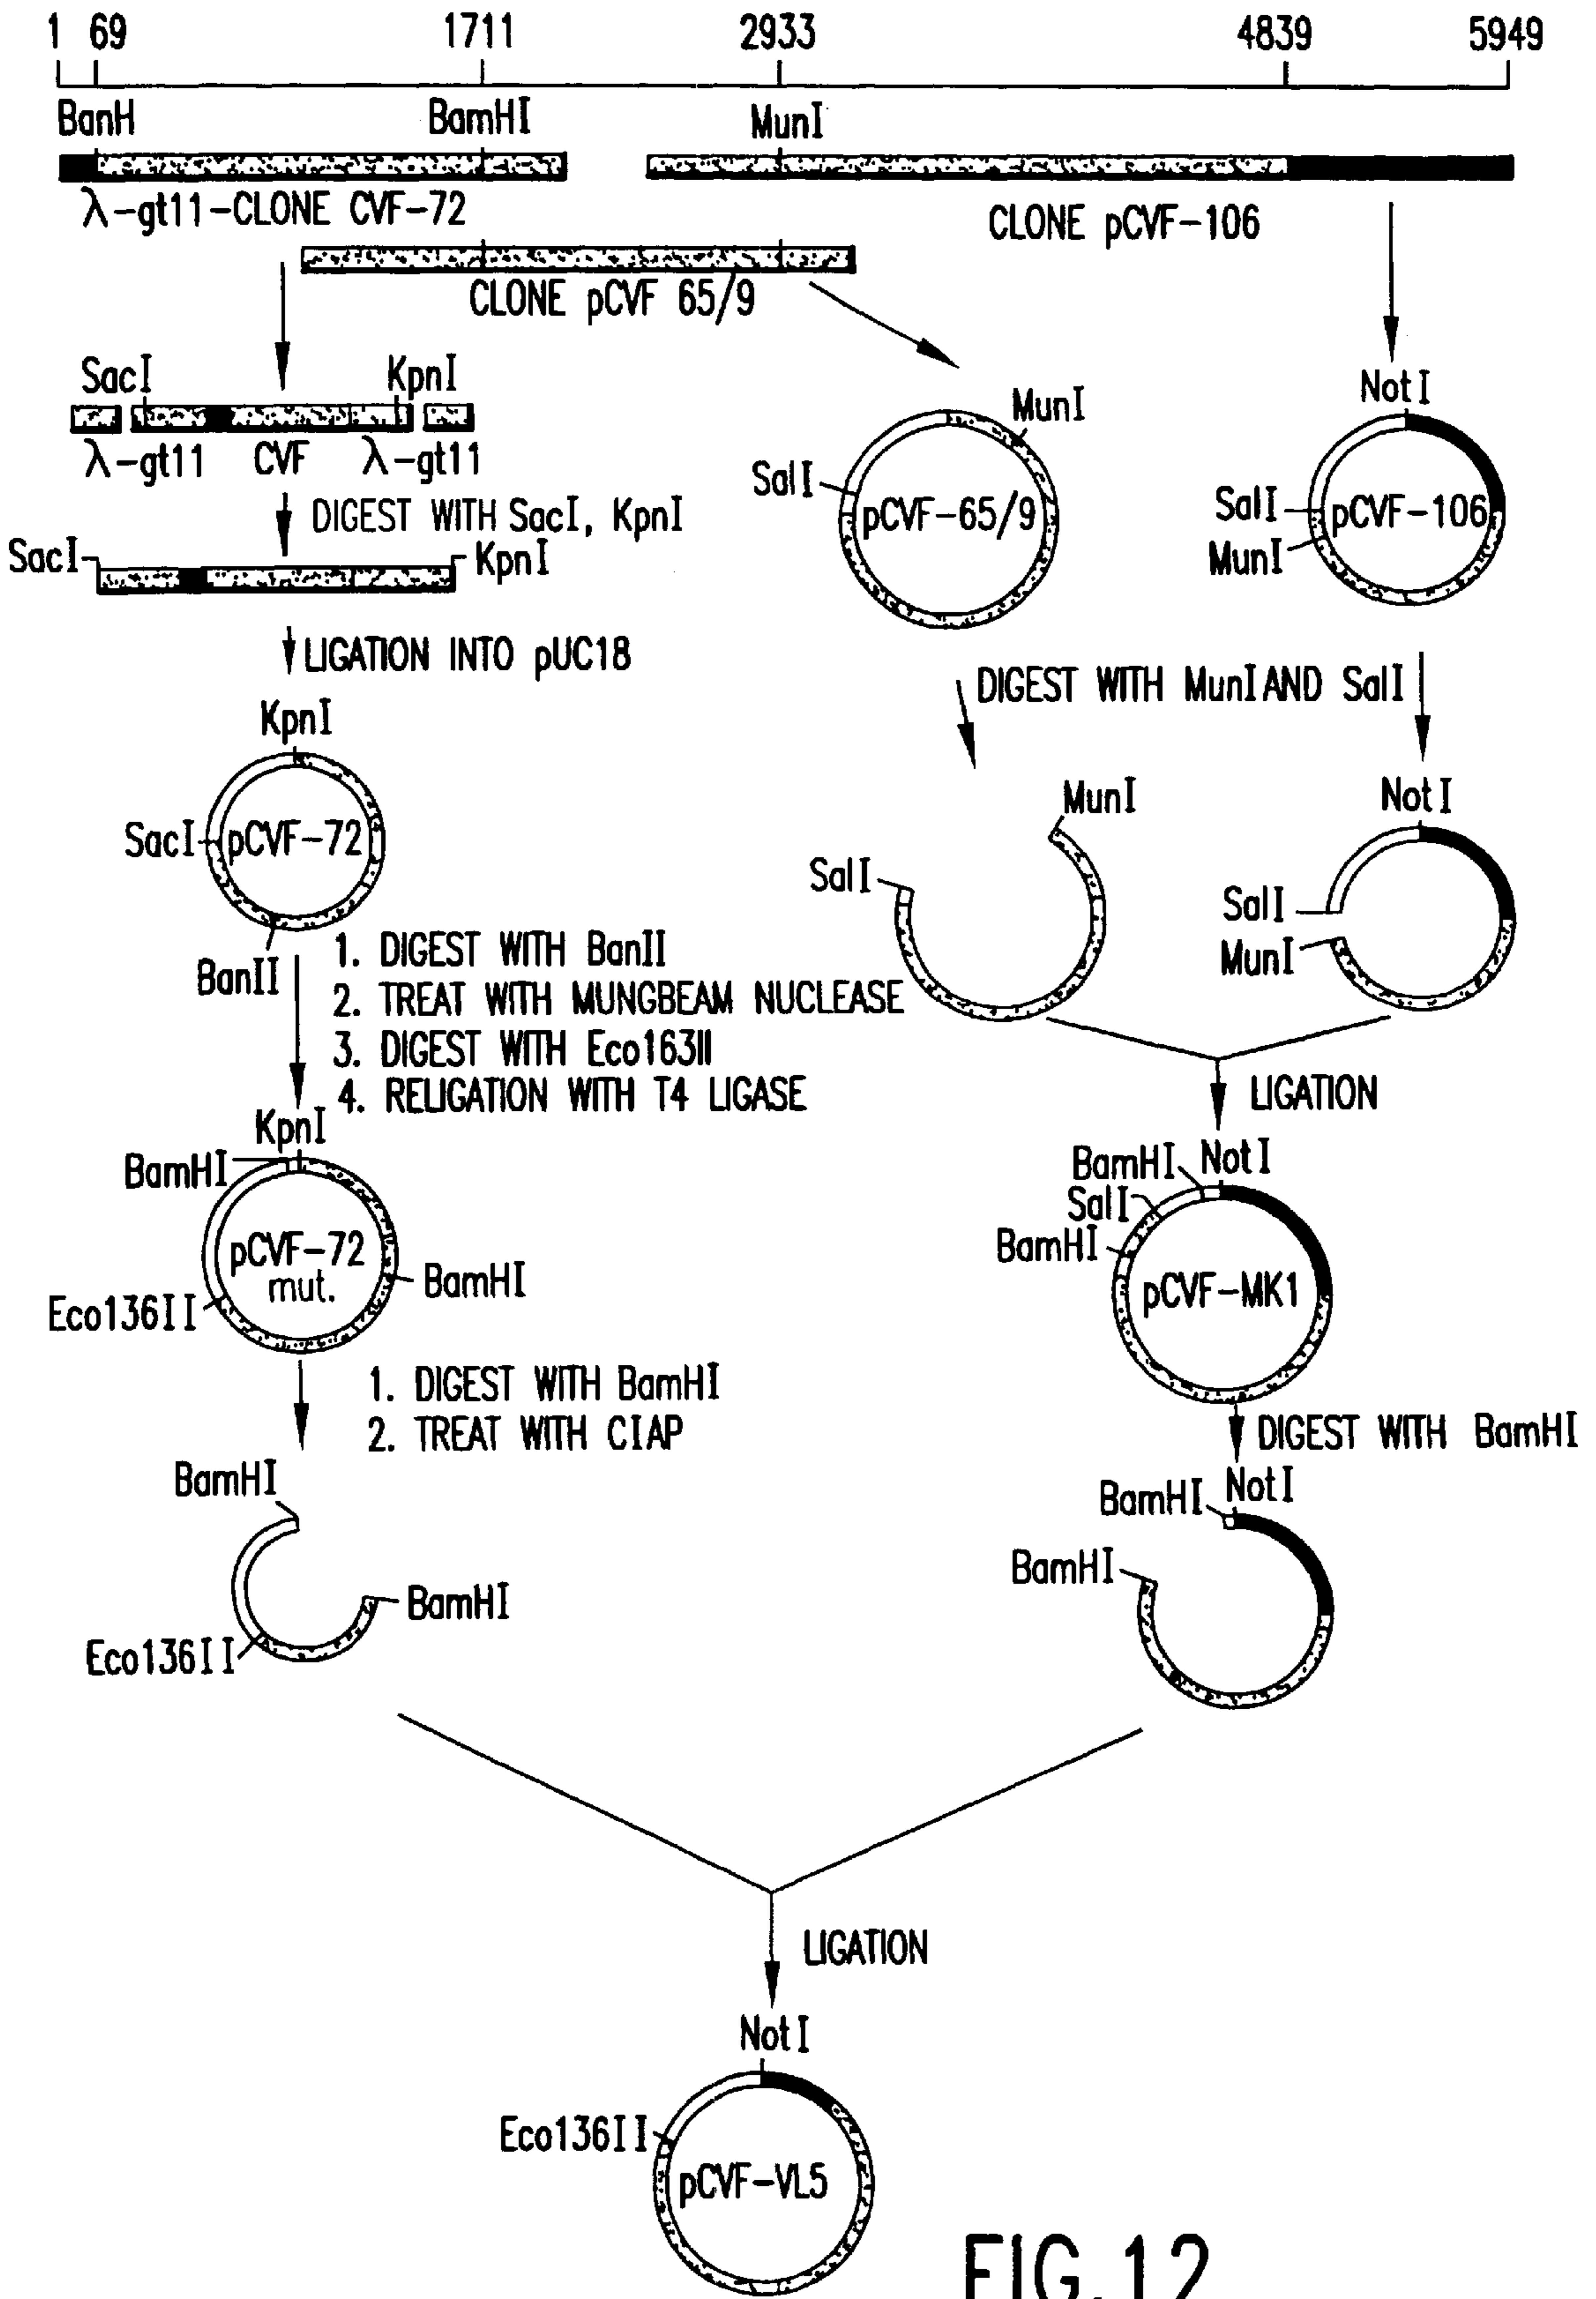 1 69 1711 2933 4839 5949
BanH BamHI MunI
λ-gt11-CLONE CVF-72
CLONE pCVF-106
CLONE pCVF 65/9
SacI KpnI
λ-gt11 CVF λ-gt11
DIGEST WITH SacI, KpnI
SacI KpnI
LIGATION INTO pUC18
KpnI
SacI pCVF-72
BanII
1. DIGEST WITH BanII
2. TREAT WITH MUNGBEAM NUCLEASE
3. DIGEST WITH Eco163II
4. RELIGATION WITH T4 LIGASE
KpnI
BamHI
pCVF-72
mut.
BamHI
Eco136II
1. DIGEST WITH BamHI
2. TREAT WITH CIAP
BamHI
BamHI
Eco136II
MunI
SalI
pCVF-65/9
NotI
SalI pCVF-106
MunI
DIGEST WITH MunI AND SalI
MunI
SalI
NotI
SalI
MunI
LIGATION
BamHI NotI
SalI
BamHI
pCVF-MK1
DIGEST WITH BamHI
BamHI NotI
BamHI
LIGATION
NotI
Eco136II
pCVF-VL5
FIG.12